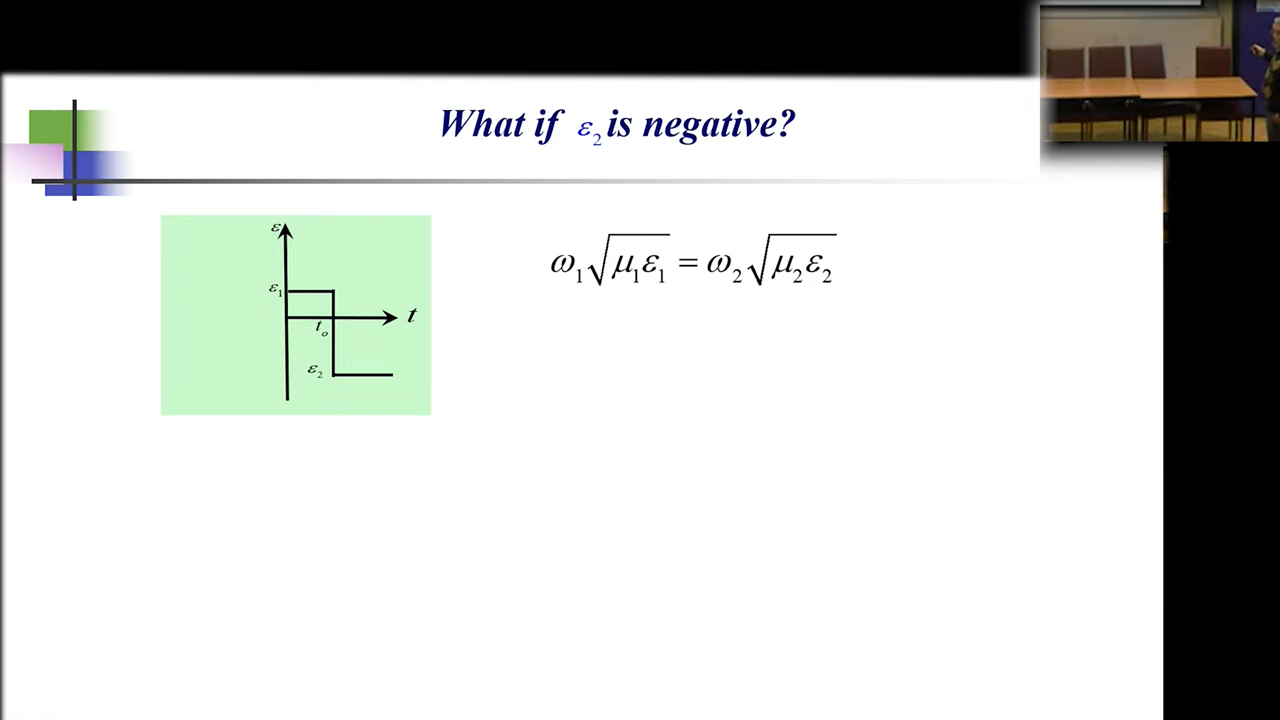 What if ε₂ is negative?
ε
ε₁
t
t₀
ε₂
ω₁√μ₁ε₁ = ω₂√μ₂ε₂